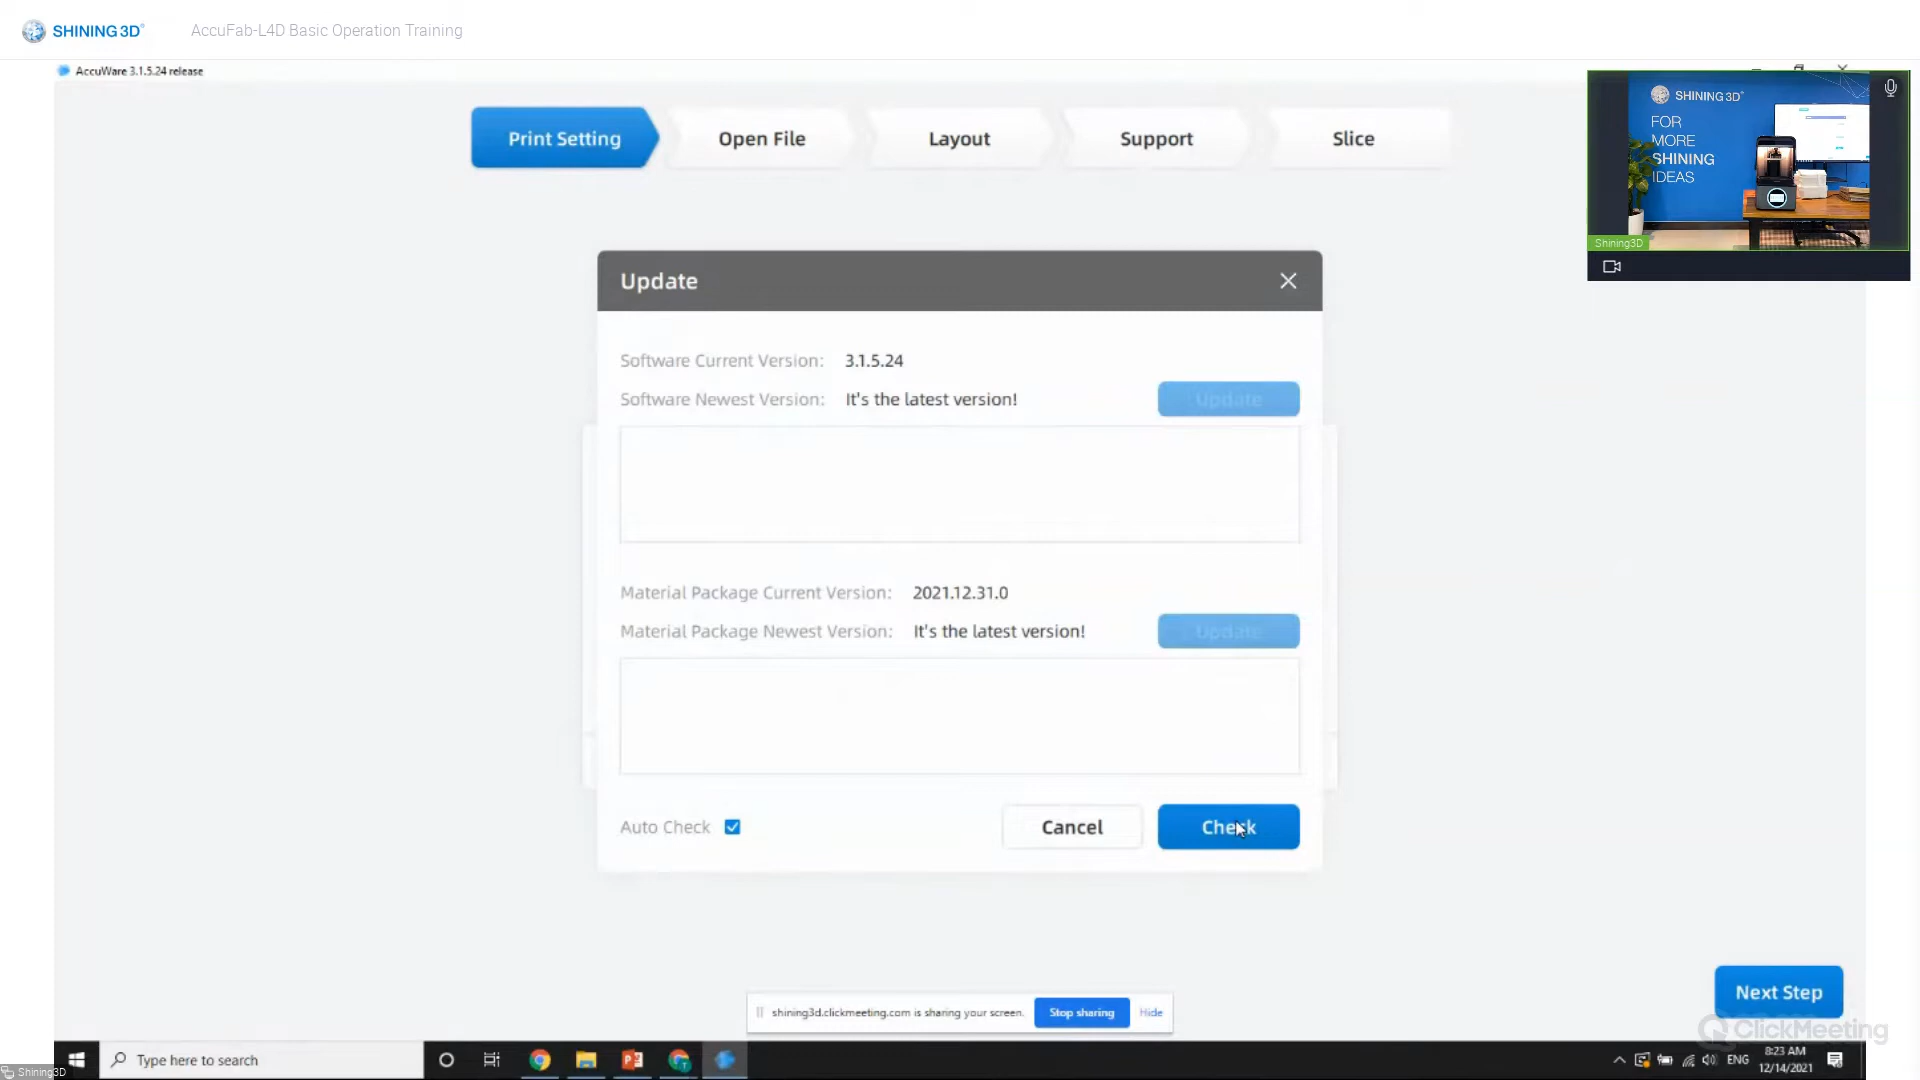 SHINING 3D®
AccuFab-L4D Basic Operation Training
AccuWare 3.1.5.24 release
Print Setting
Open File
Layout
Support
Slice
SHINING 3D®
FOR
MORE
SHINING
IDEAS
Shining3D
Update
Software Current Version: 3.1.5.24
Software Newest Version: It's the latest version!
Update
Material Package Current Version: 2021.12.31.0
Material Package Newest Version: It's the latest version!
Update
Auto Check
Cancel
Check
Next Step
shining3d.clickmeeting.com is sharing your screen.
Stop sharing
Hide
ClickMeeting
Type here to search
ENG
8:23 AM
12/14/2021
Shining3D